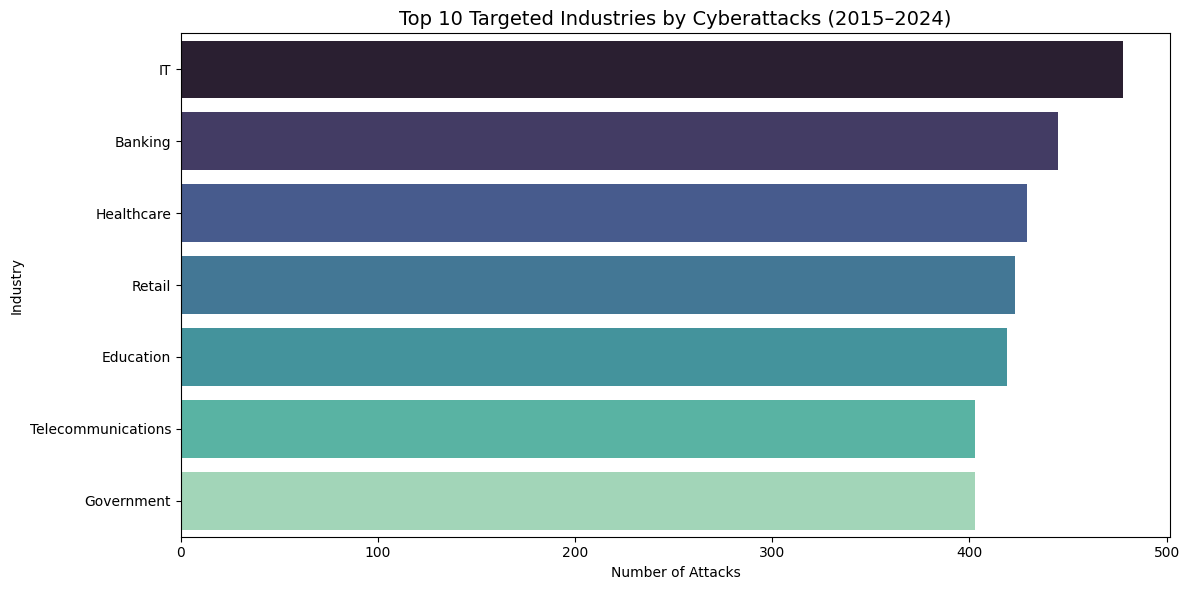 Top 10 Targeted Industries by Cyberattacks (2015–2024)
Industry
IT
Banking
Healthcare
Retail
Education
Telecommunications
Government
0 100 200 300 400 500
Number of Attacks